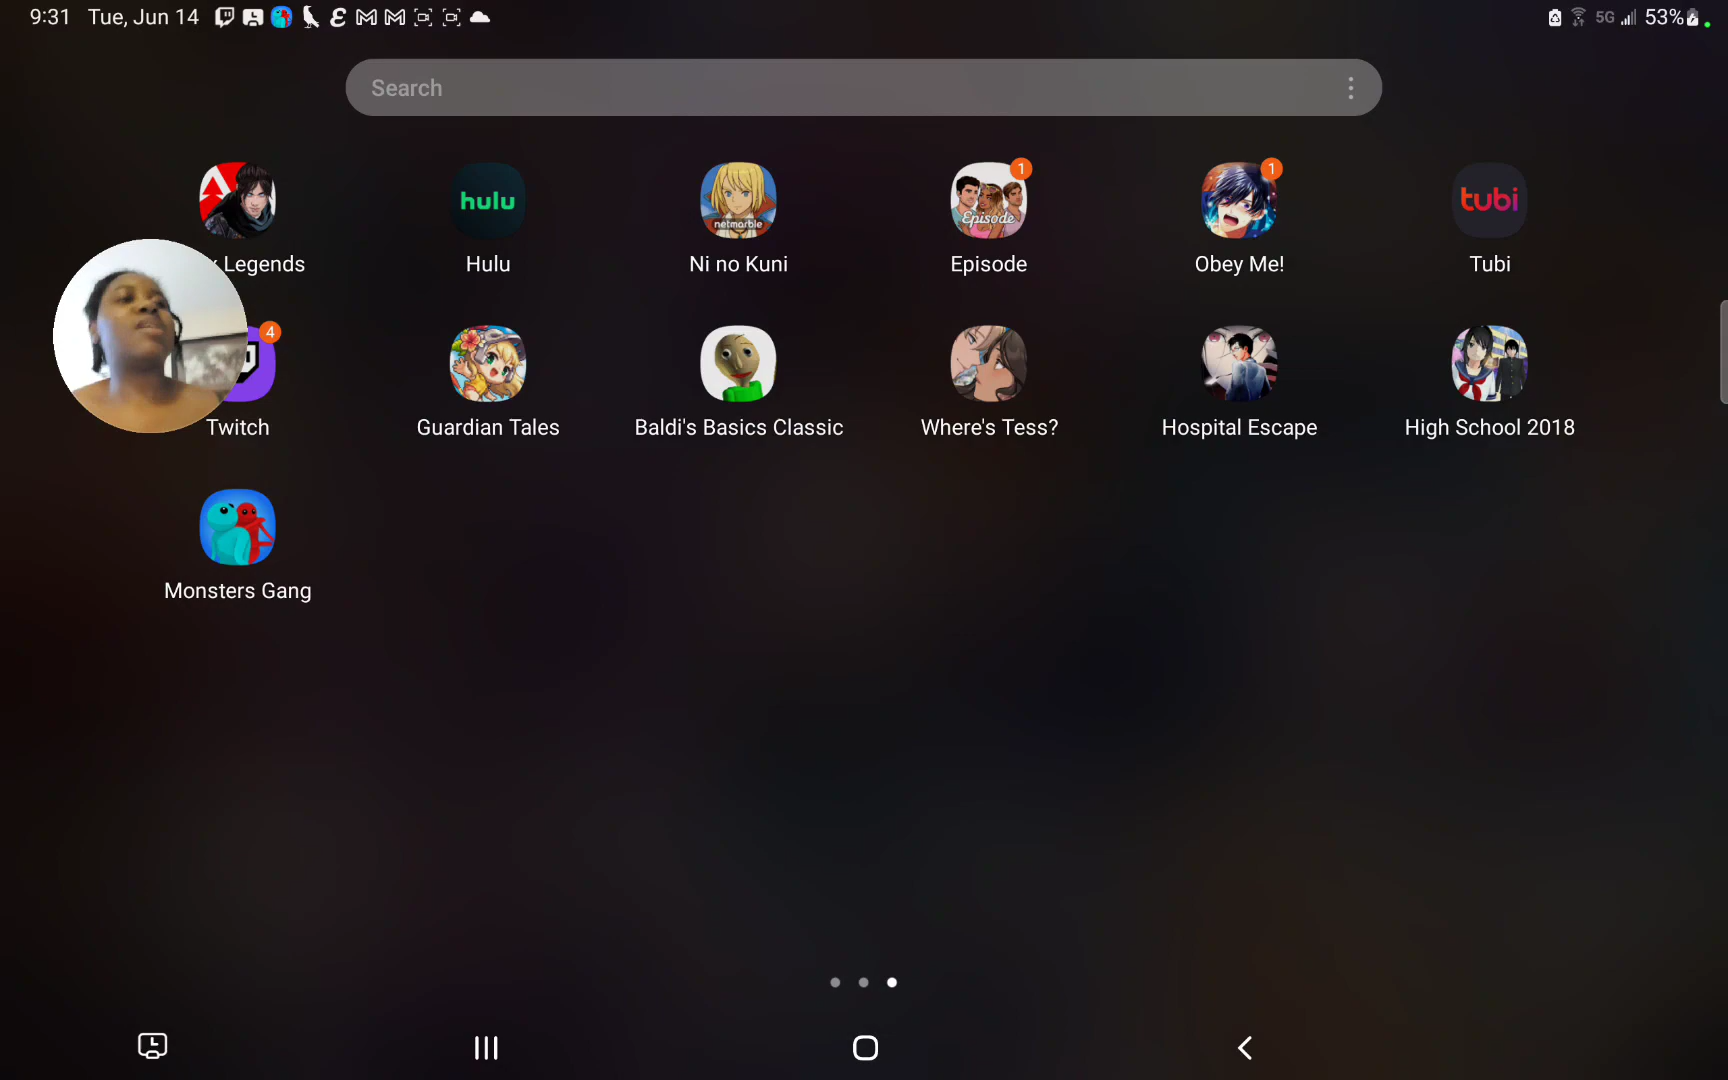 9:31 Tue, Jun 14 5G 53%
Search
1 1
hulu netmarble Episode tubi
Legends Hulu Ni no Kuni Episode Obey Me! Tubi
4
Twitch Guardian Tales Baldi's Basics Classic Where's Tess? Hospital Escape High School 2018
Monsters Gang